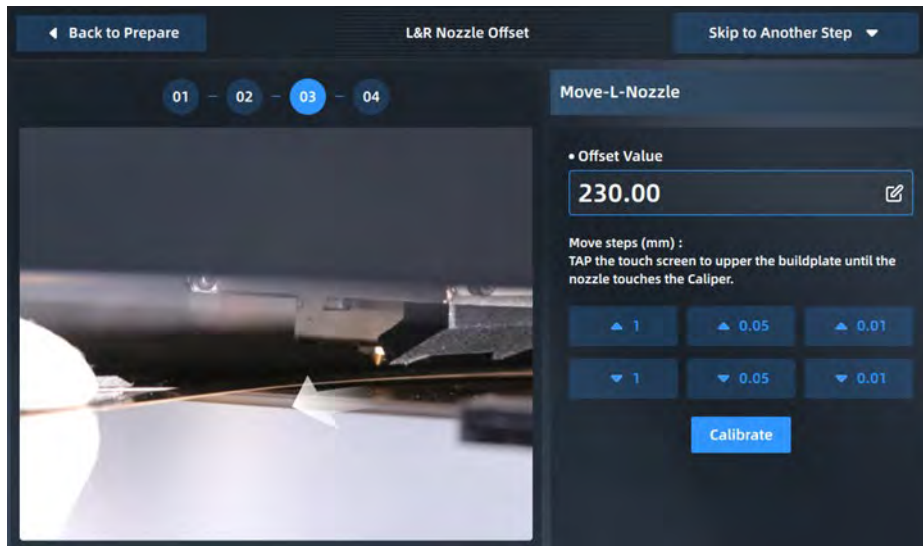 Back to Prepare
L&R Nozzle Offset
Skip to Another Step
01 - 02 - 03 - 04
Move-L-Nozzle
• Offset Value
230.00
Move steps (mm) :
TAP the touch screen to upper the buildplate until the
nozzle touches the Caliper.
1
0.05
0.01
1
0.05
0.01
Calibrate